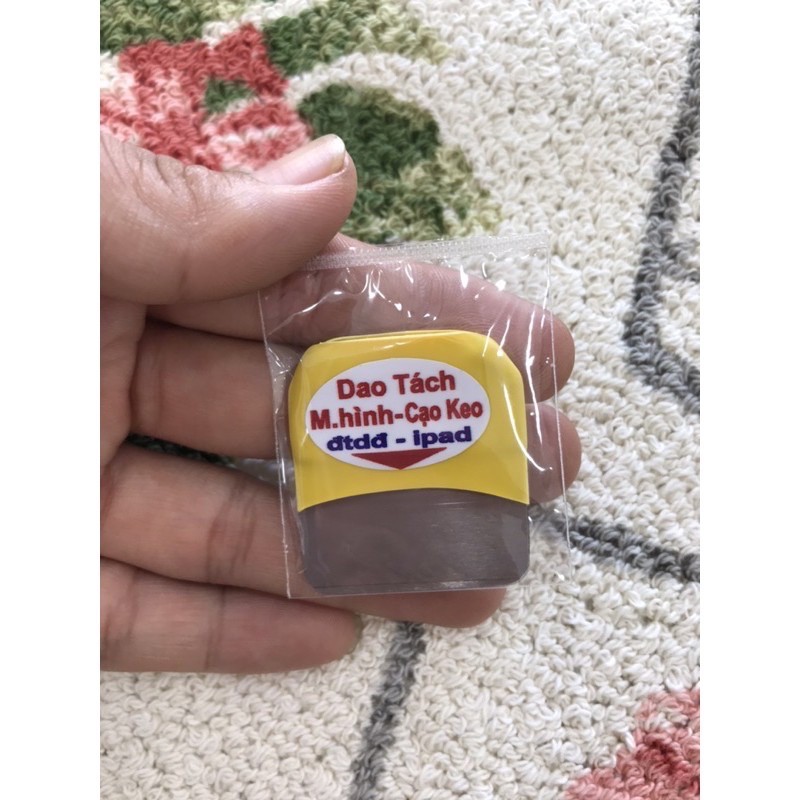 Dao Tách
M.hình-Cạo Keo
đtdđ - ipad